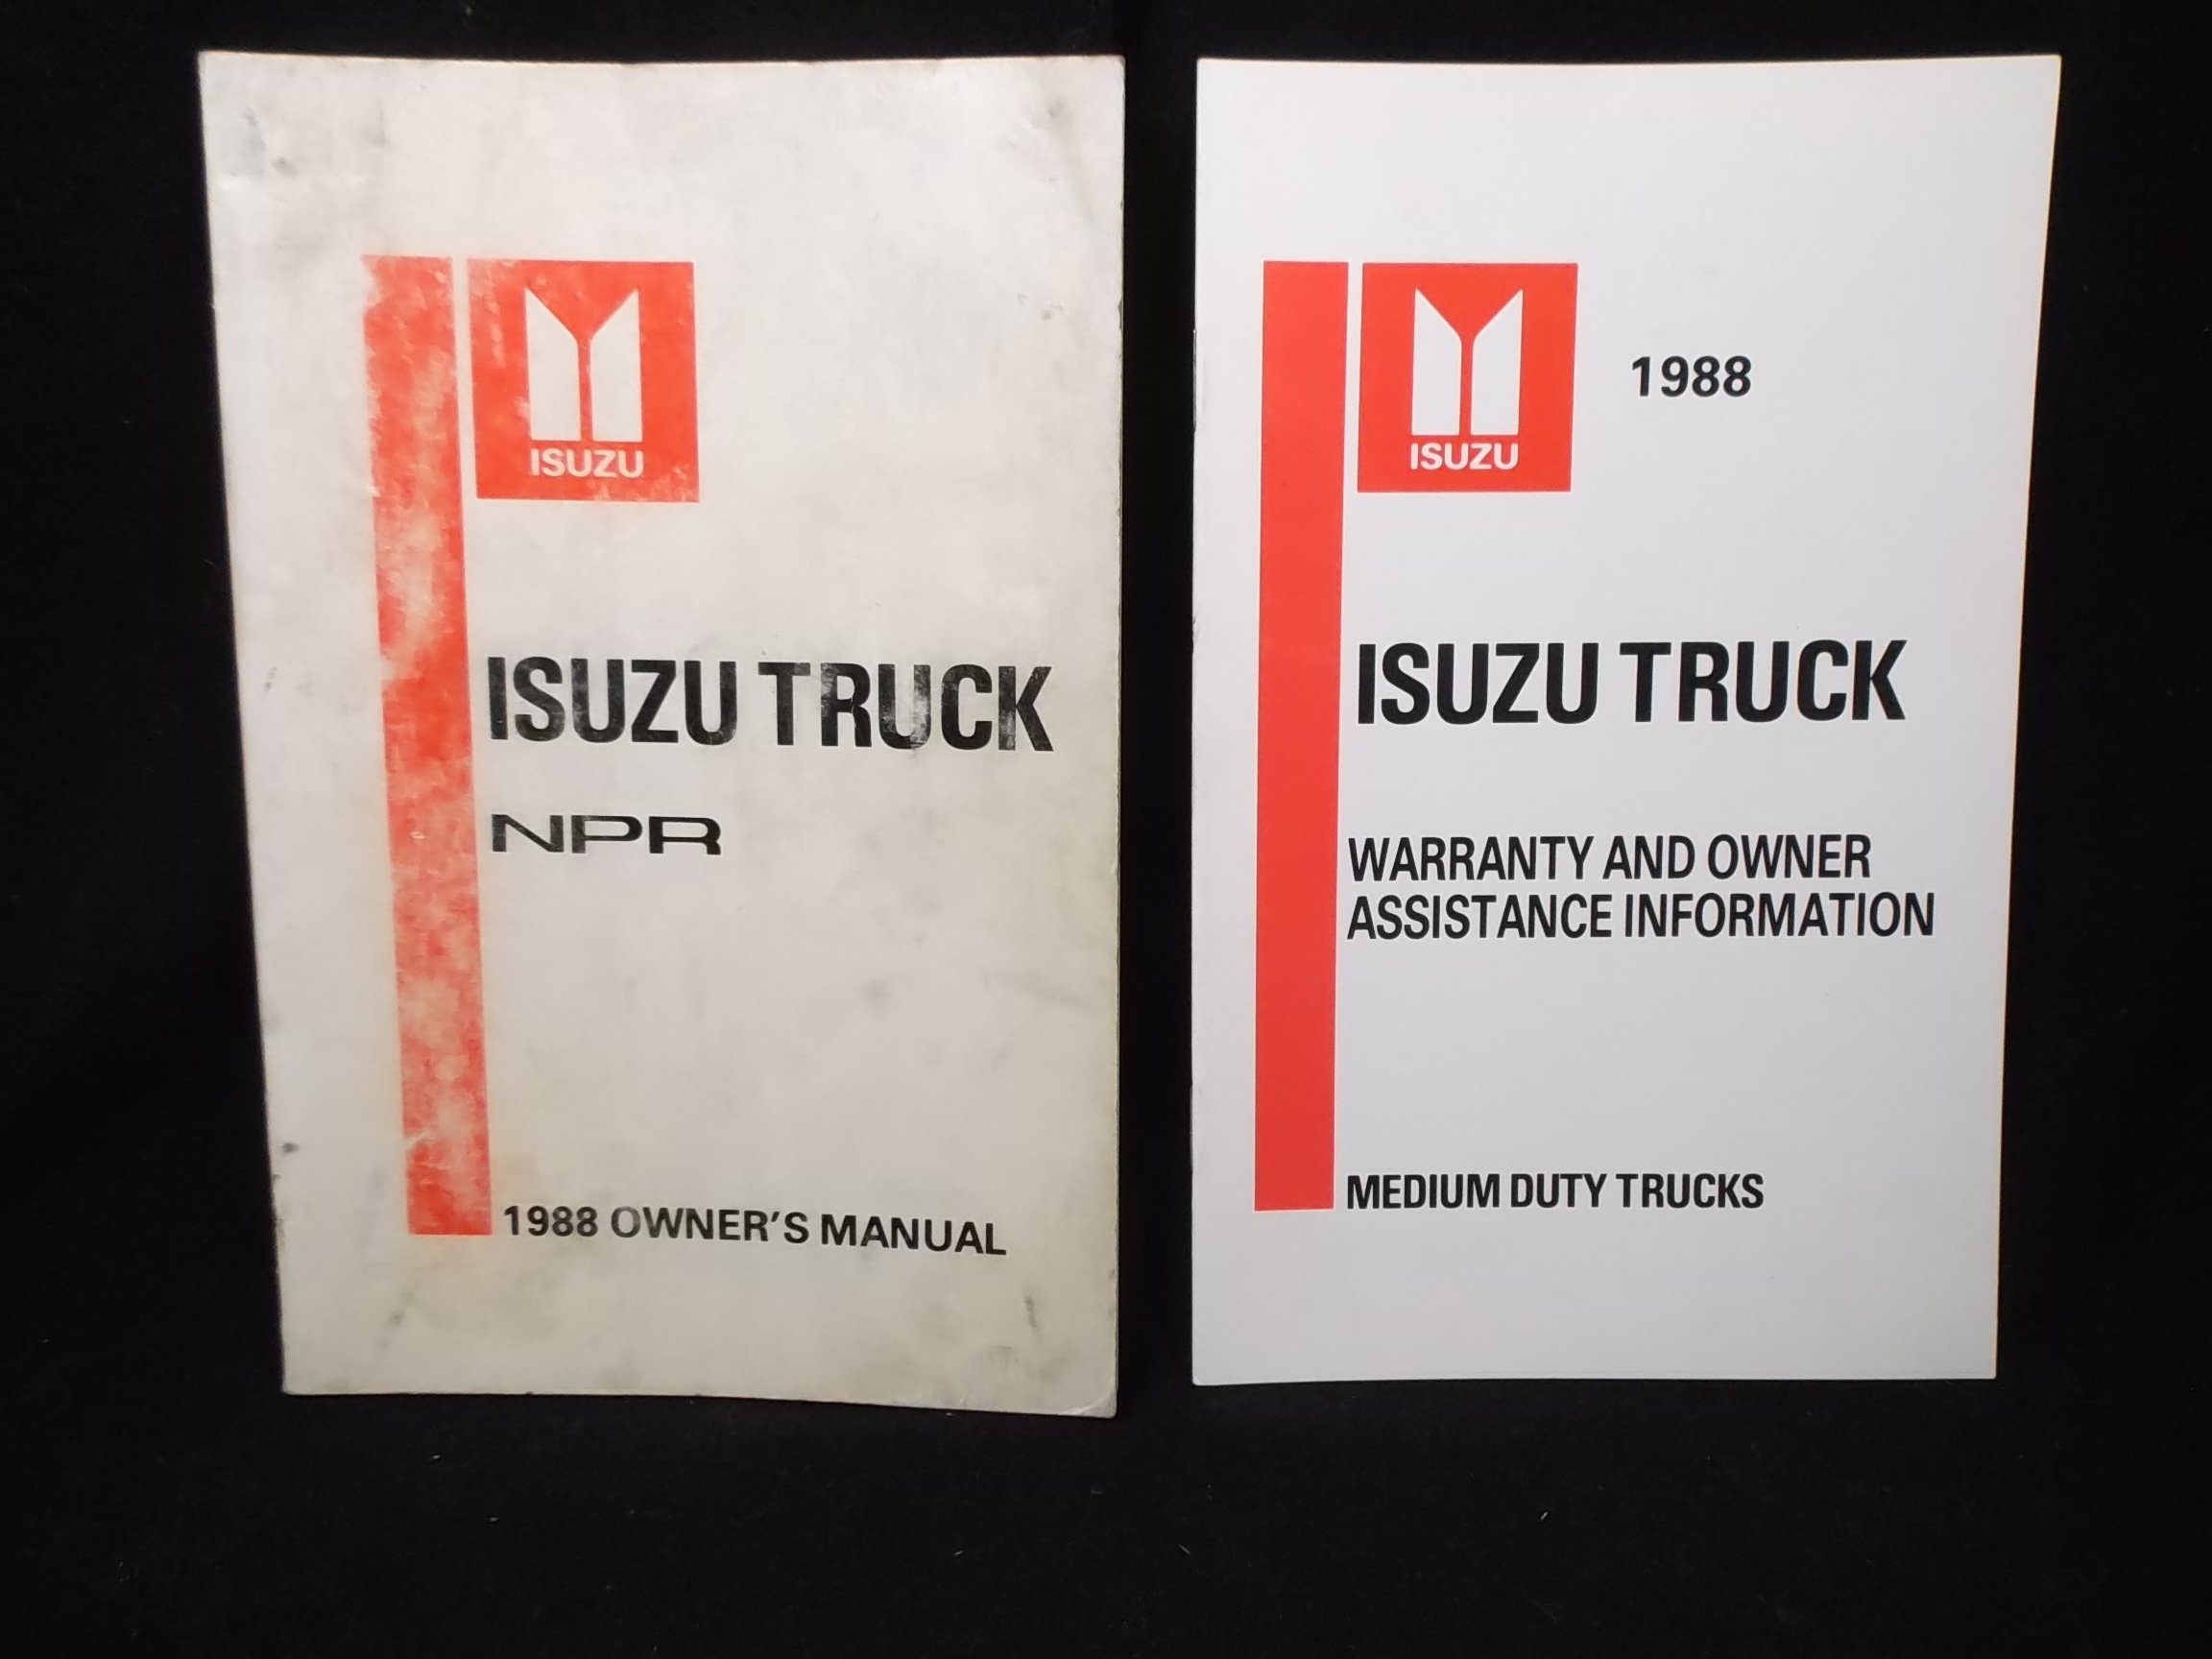 ISUZU
ISUZU TRUCK
NPR
1988 OWNER'S MANUAL
ISUZU
1988
ISUZU TRUCK
WARRANTY AND OWNER
ASSISTANCE INFORMATION
MEDIUM DUTY TRUCKS